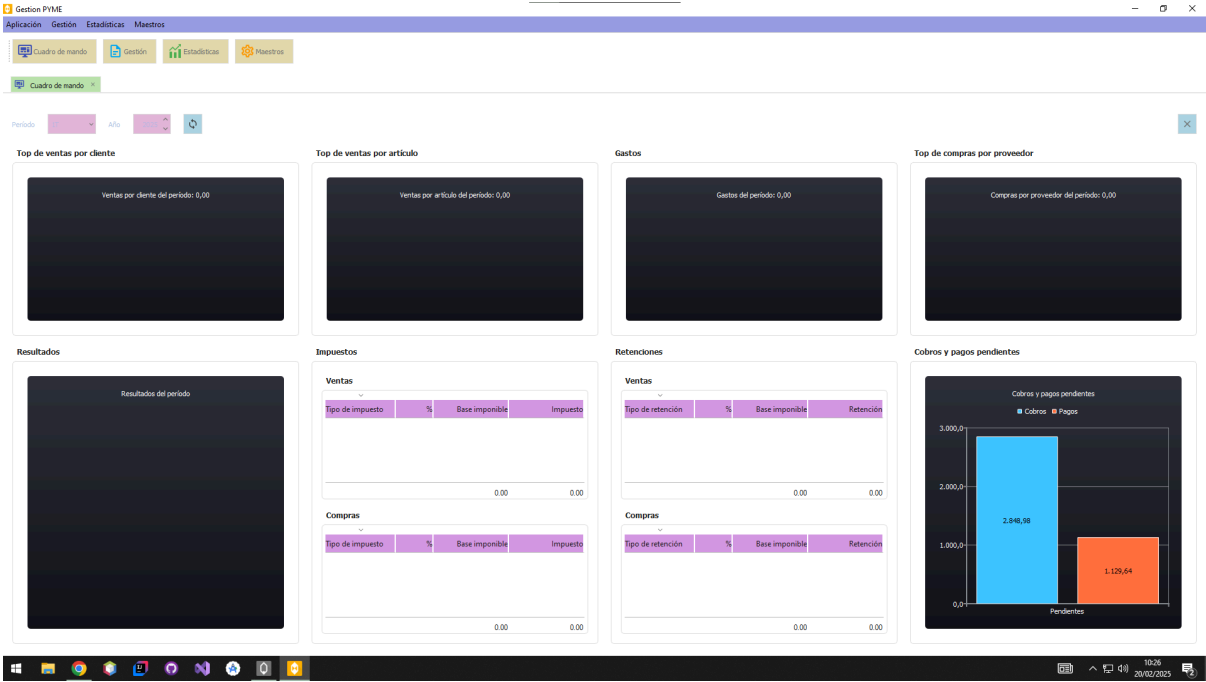 Gestion PYME
Aplicación Gestión Estadísticas Maestros
Cuadro de mando Gestión Estadísticas Maestros
Cuadro de mando
Período Año
Top de ventas por cliente Top de ventas por artículo Gastos Top de compras por proveedor
Ventas por cliente del período: 0,00 Ventas por artículo del período: 0,00 Gastos del período: 0,00 Compras por proveedor del período: 0,00
Resultados Impuestos Retenciones Cobros y pagos pendientes
Resultados del período
Ventas
Tipo de impuesto % Base imponible Impuesto
0.00 0.00
Compras
Tipo de impuesto % Base imponible Impuesto
0.00 0.00
Ventas
Tipo de retención % Base imponible Retención
0.00 0.00
Compras
Tipo de retención % Base imponible Retención
0.00 0.00
Cobros y pagos pendientes
Cobros Pagos
3.000,0
2.000,0
2.848,98
1.000,0
1.129,64
0,0
Pendientes
10:26
20/02/2025
2